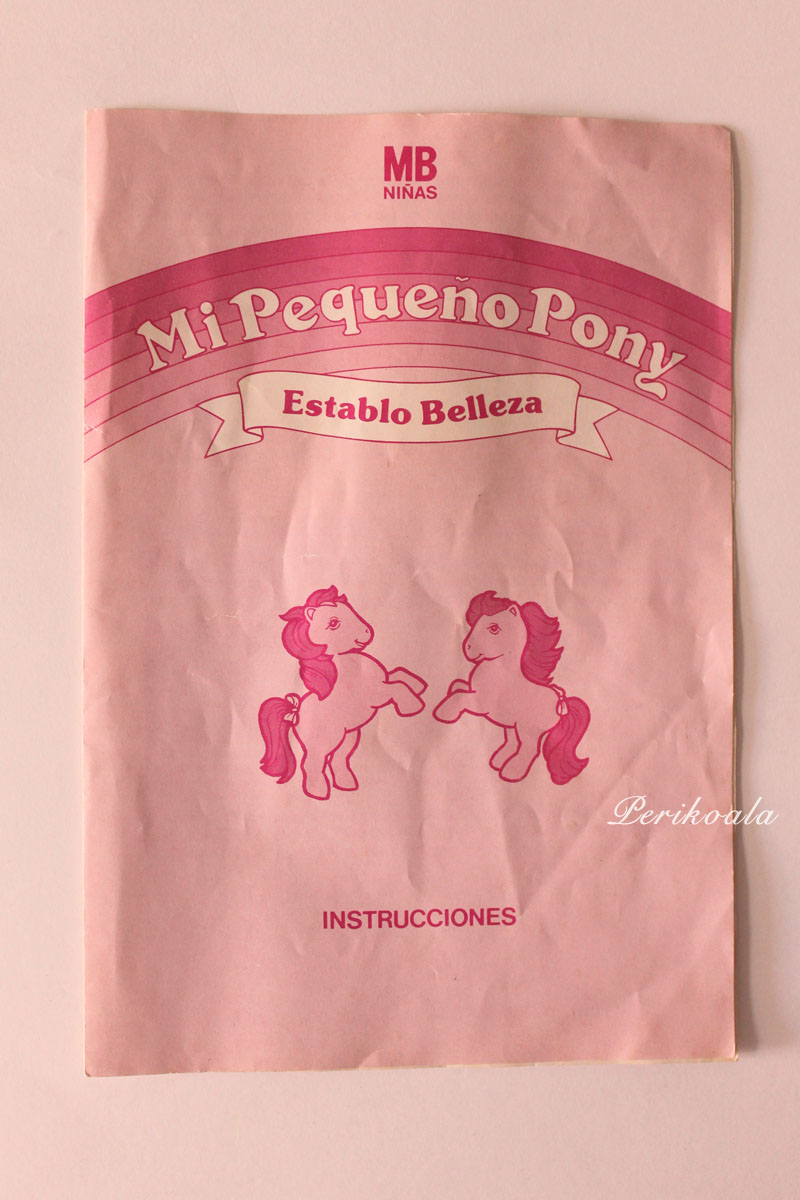 MB
NIÑAS
Mi Pequeño Pony
Establo Belleza
Perikoala
INSTRUCCIONES